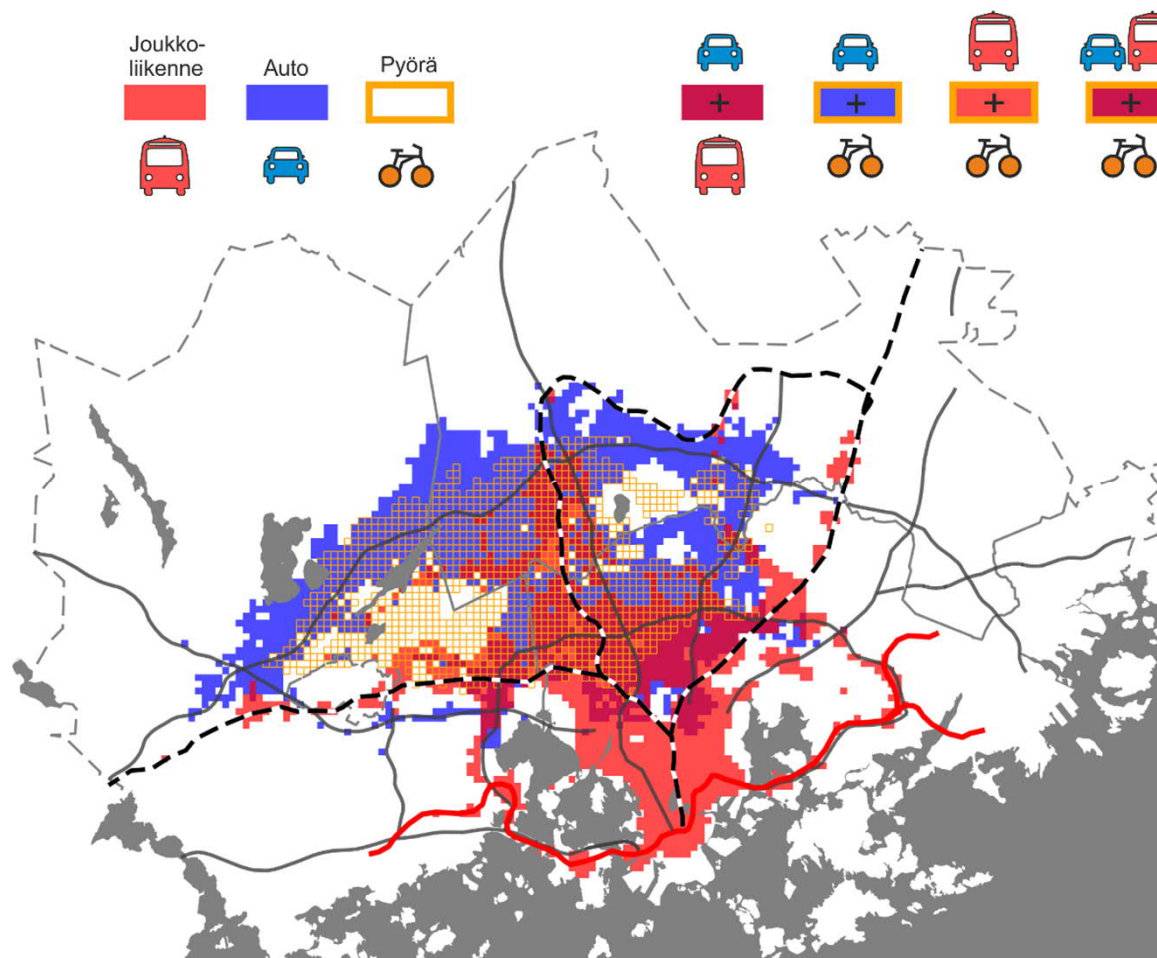 Joukko-
liikenne
Auto
Pyörä
+
+
+
+